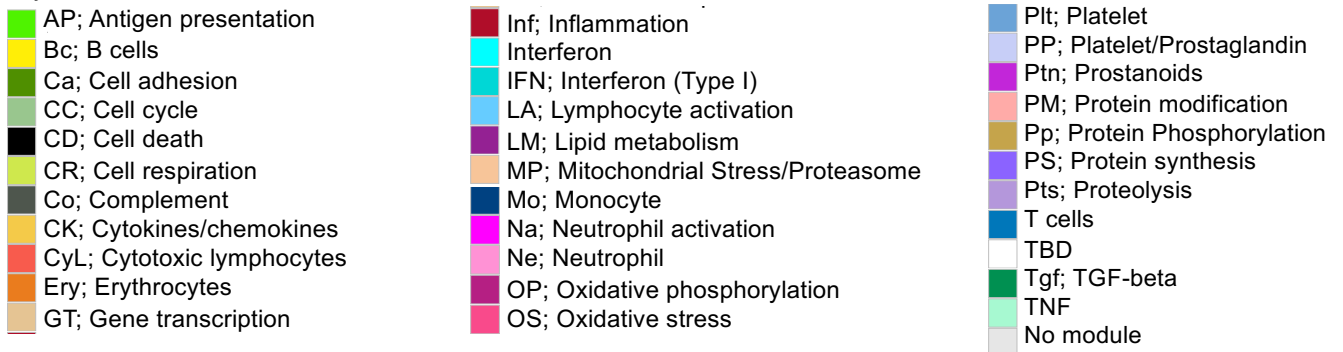 AP; Antigen presentation
Bc; B cells
Ca; Cell adhesion
CC; Cell cycle
CD; Cell death
CR; Cell respiration
Co; Complement
CK; Cytokines/chemokines
CyL; Cytotoxic lymphocytes
Ery; Erythrocytes
GT; Gene transcription
Inf; Inflammation
Interferon
IFN; Interferon (Type I)
LA; Lymphocyte activation
LM; Lipid metabolism
MP; Mitochondrial Stress/Proteasome
Mo; Monocyte
Na; Neutrophil activation
Ne; Neutrophil
OP; Oxidative phosphorylation
OS; Oxidative stress
Plt; Platelet
PP; Platelet/Prostaglandin
Ptn; Prostanoids
PM; Protein modification
Pp; Protein Phosphorylation
PS; Protein synthesis
Pts; Proteolysis
T cells
TBD
Tgf; TGF-beta
TNF
No module